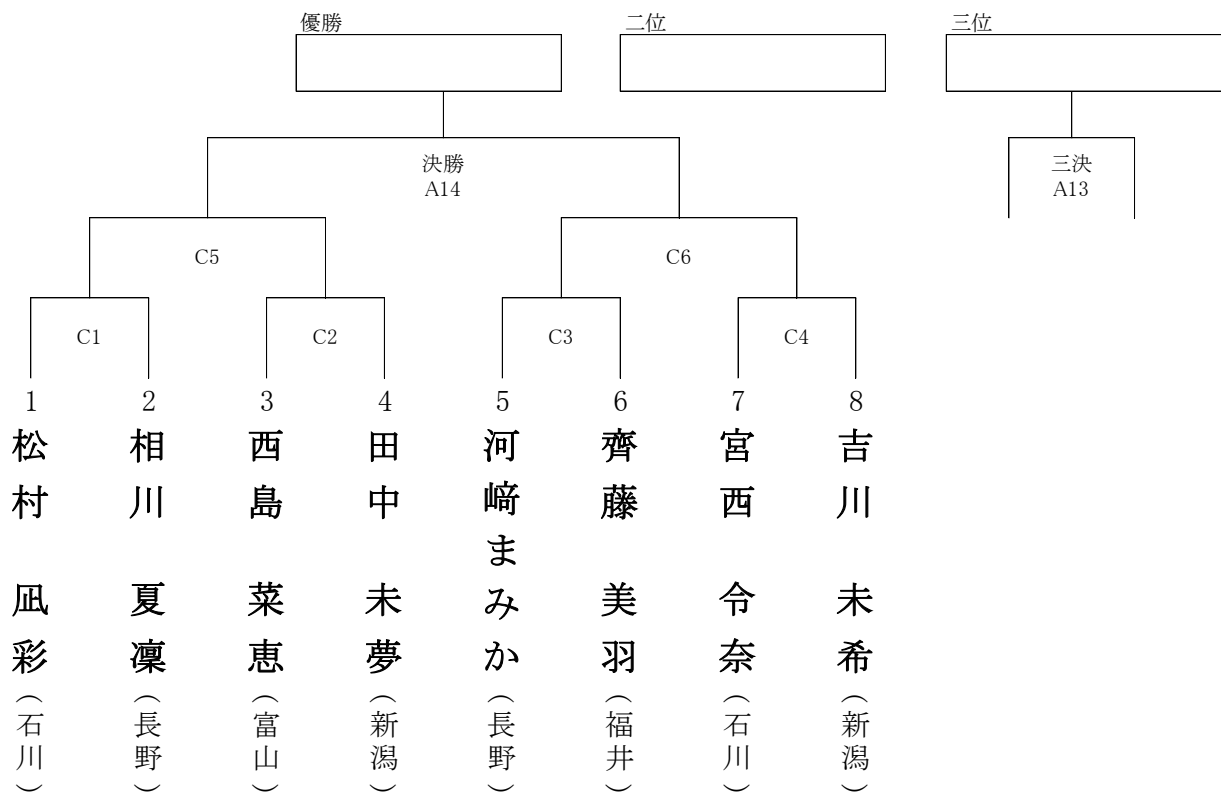 優勝
二位
三位
決勝
A14
三決
A13
C5
C6
C1
C2
C3
C4
1
2
3
4
5
6
7
8
松村 凪彩（石川）
相川 夏凜（長野）
西島 菜恵（富山）
田中 未夢（新潟）
河﨑まみか（長野）
齊藤 美羽（福井）
宮西 令奈（石川）
吉川 未希（新潟）